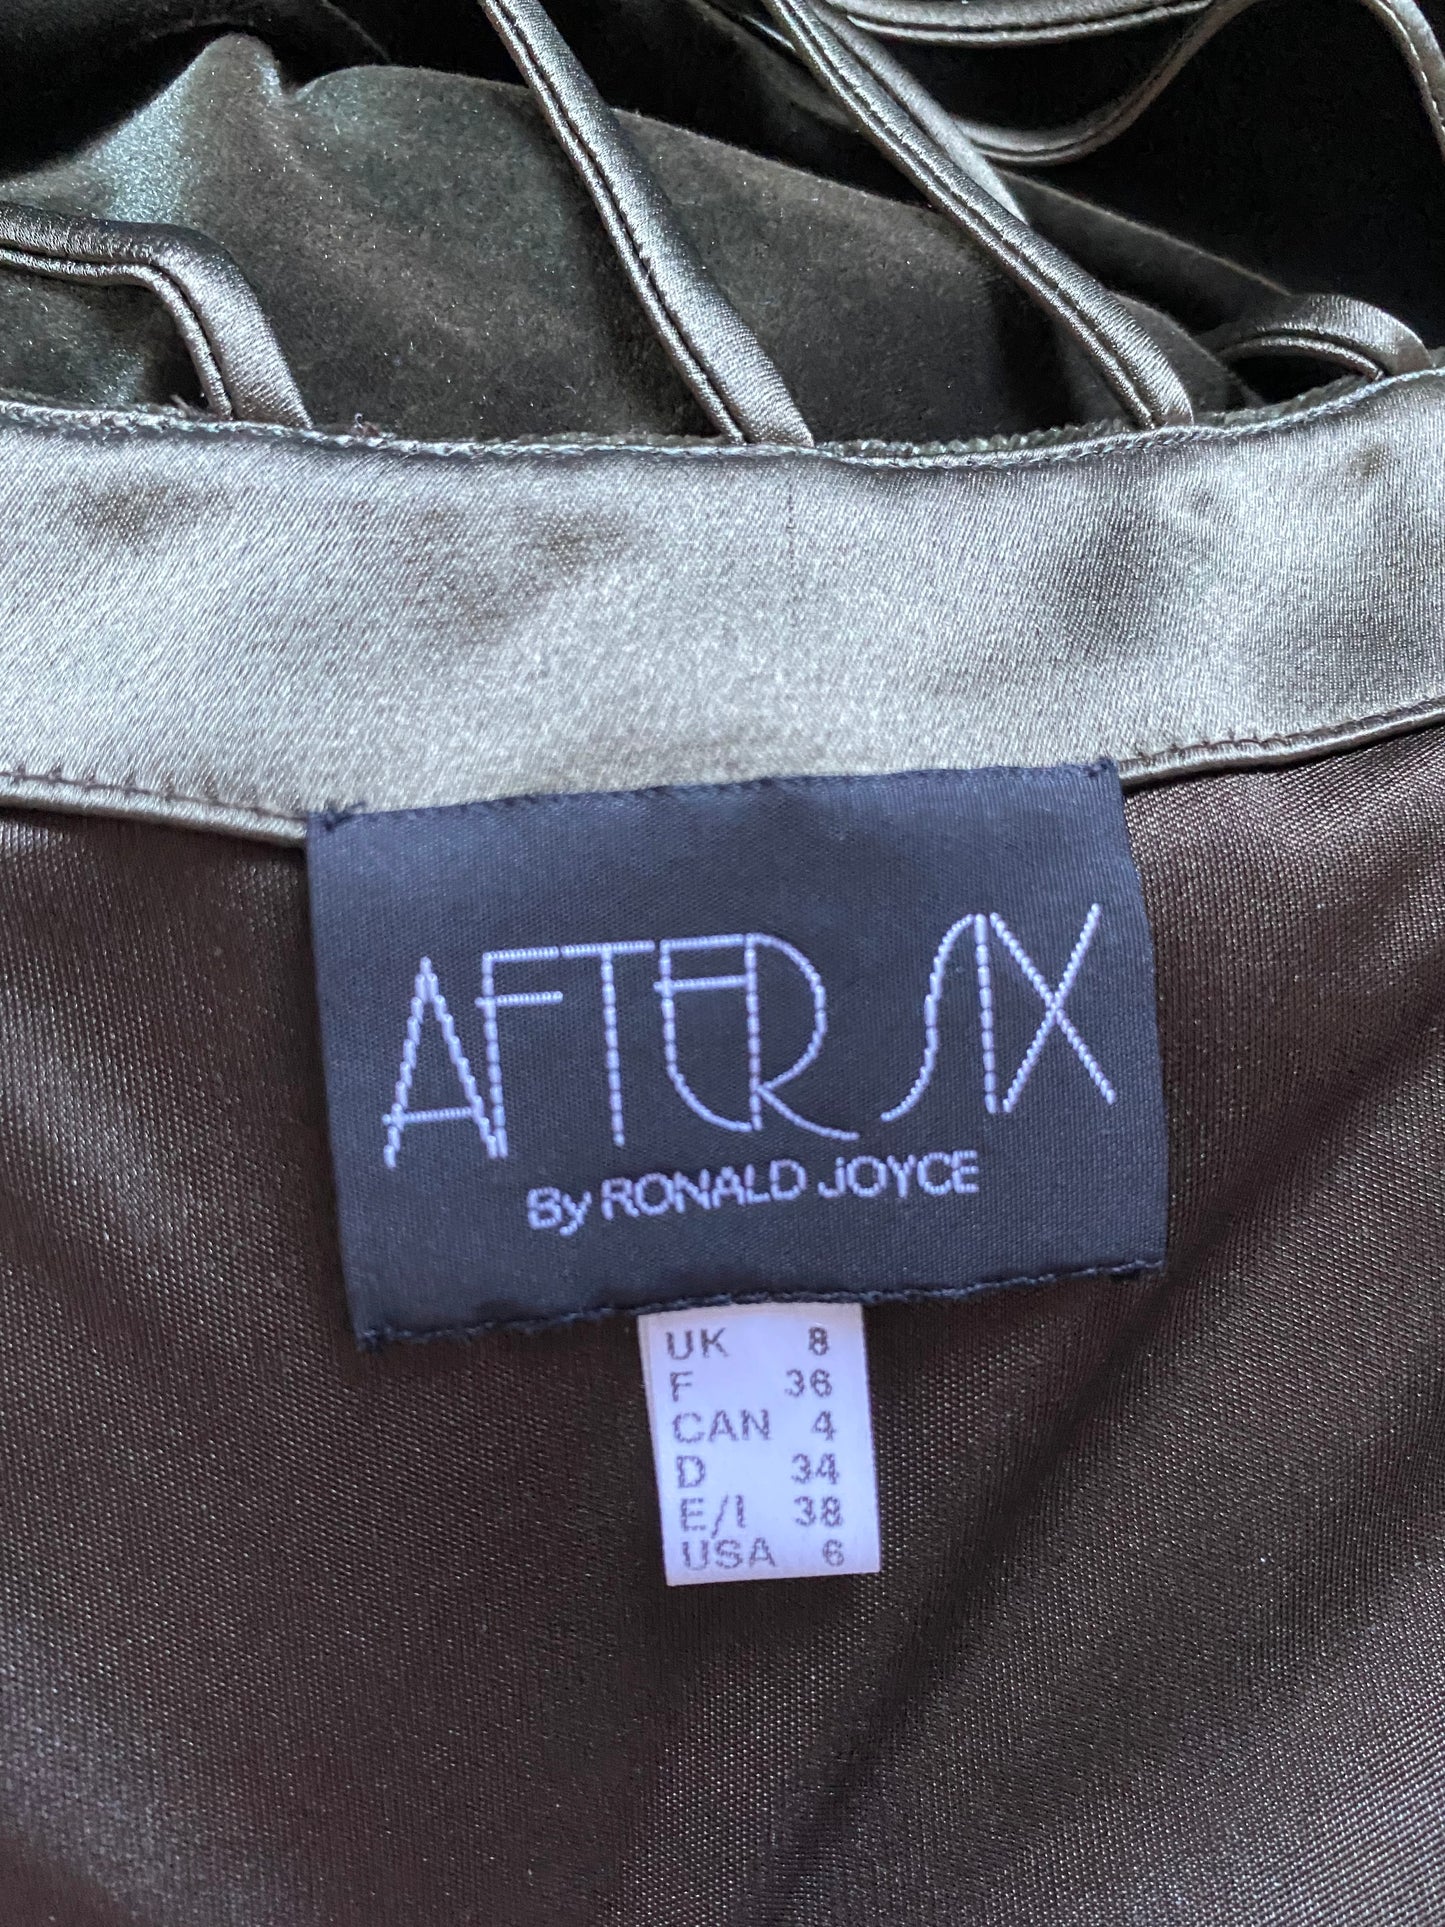 AFTER SIX
By RONALD JOYCE
UK 8
F 36
CAN 4
D 34
E/I 38
USA 6